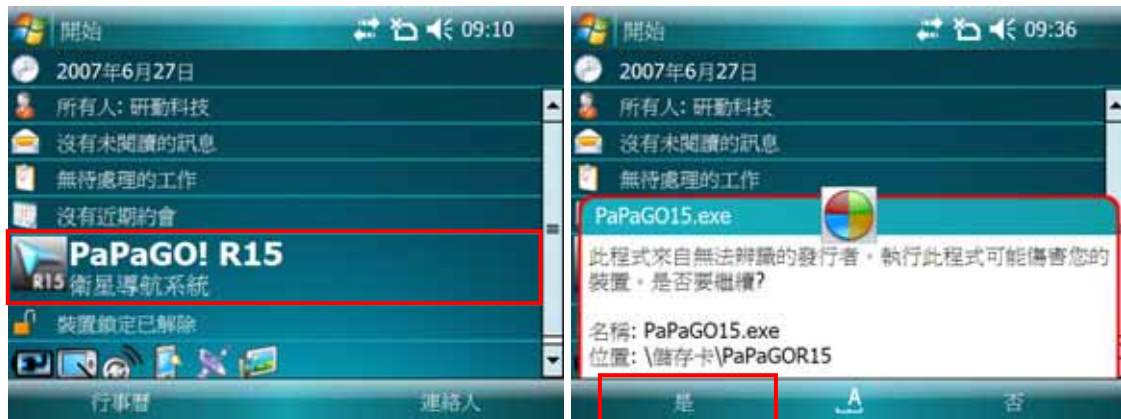 開始 09:10
2007年6月27日
所有人: 研勤科技
沒有未閱讀的訊息
無待處理的工作
沒有近期約會
PaPaGO! R15
R15 衛星導航系統
裝置鎖定已解除
行事曆 連絡人
開始 09:36
2007年6月27日
所有人: 研勤科技
沒有未閱讀的訊息
無待處理的工作
PaPaGO15.exe
此程式來自無法辨識的發行者。執行此程式可能傷害您的
裝置。是否要繼續?
名稱: PaPaGO15.exe
位置: \儲存卡\PaPaGOR15
是 A 否